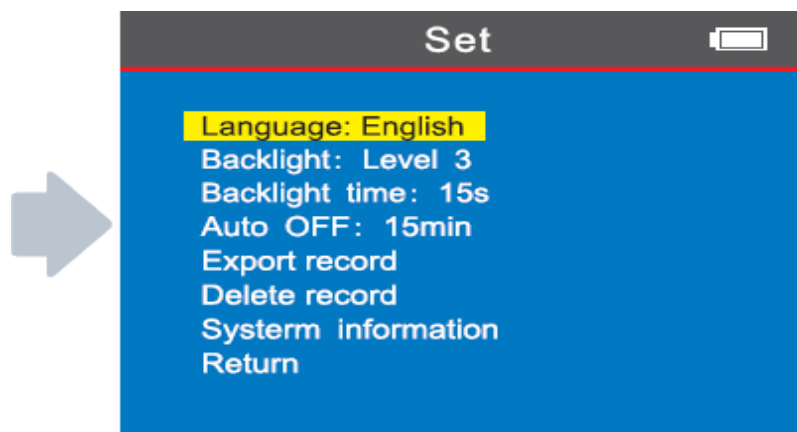 Set
Language: English
Backlight: Level 3
Backlight time: 15s
Auto OFF: 15min
Export record
Delete record
Systerm information
Return